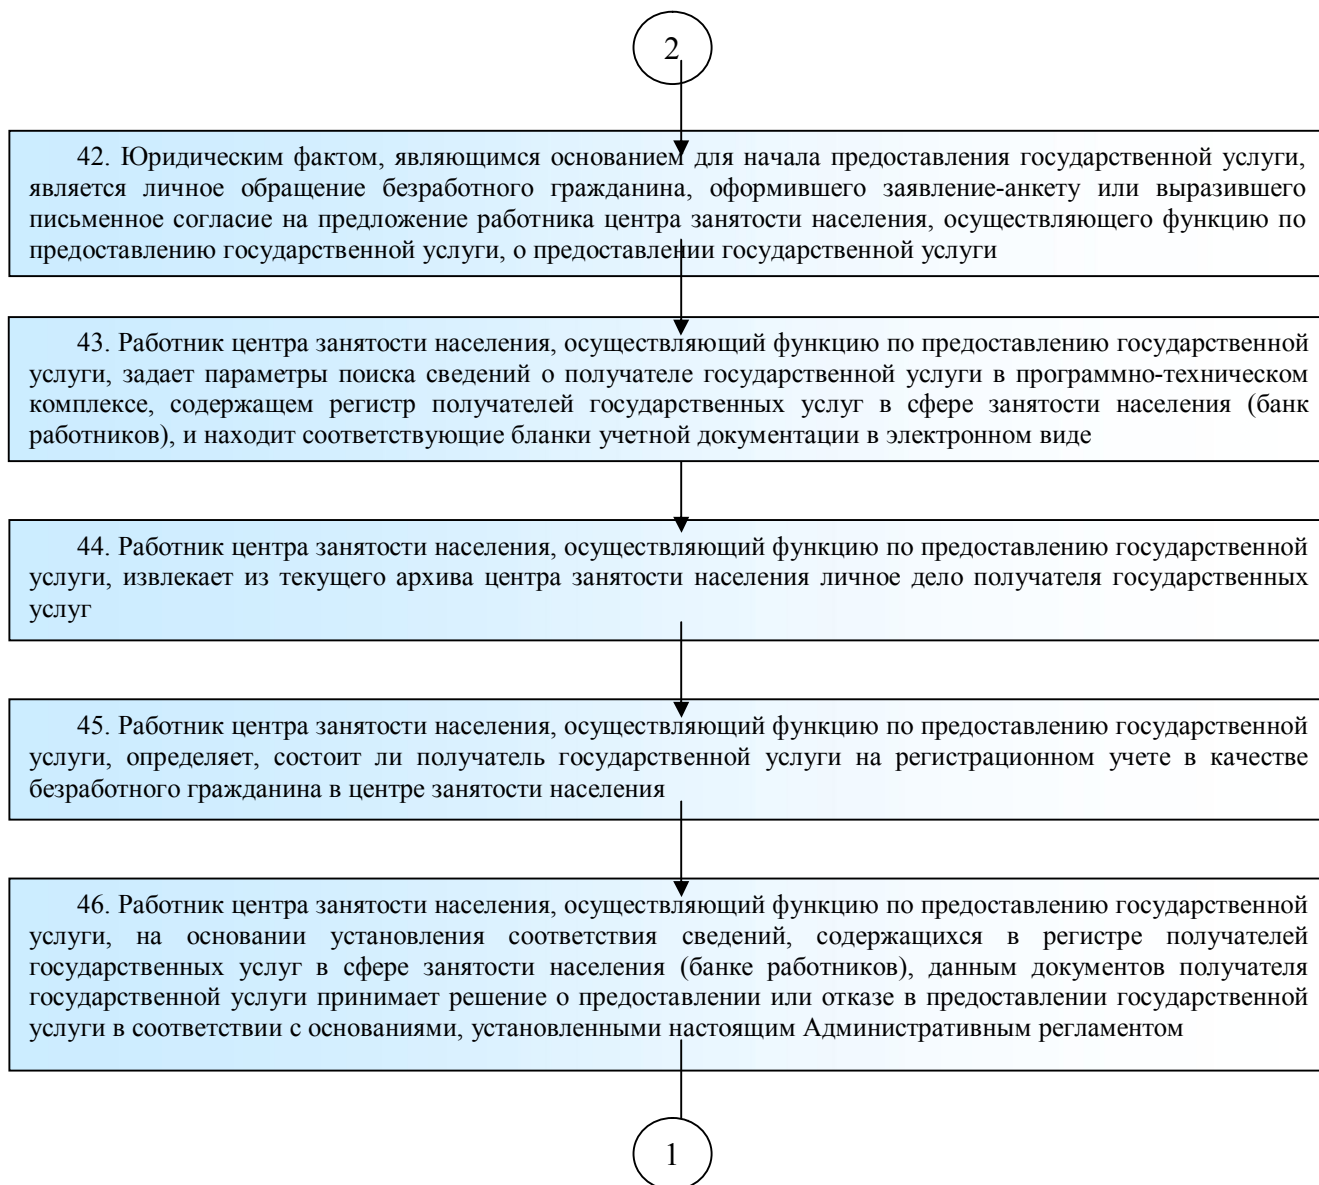 2
42. Юридическим фактом, являющимся основанием для начала предоставления государственной услуги,
является личное обращение безработного гражданина, оформившего заявление-анкету или выразившего
письменное согласие на предложение работника центра занятости населения, осуществляющего функцию по
предоставлению государственной услуги, о предоставлении государственной услуги
43. Работник центра занятости населения, осуществляющий функцию по предоставлению государственной
услуги, задает параметры поиска сведений о получателе государственной услуги в программно-техническом
комплексе, содержащем регистр получателей государственных услуг в сфере занятости населения (банк
работников), и находит соответствующие бланки учетной документации в электронном виде
44. Работник центра занятости населения, осуществляющий функцию по предоставлению государственной
услуги, извлекает из текущего архива центра занятости населения личное дело получателя государственных
услуг
45. Работник центра занятости населения, осуществляющий функцию по предоставлению государственной
услуги, определяет, состоит ли получатель государственной услуги на регистрационном учете в качестве
безработного гражданина в центре занятости населения
46. Работник центра занятости населения, осуществляющий функцию по предоставлению государственной
услуги, на основании установления соответствия сведений, содержащихся в регистре получателей
государственных услуг в сфере занятости населения (банке работников), данным документов получателя
государственной услуги принимает решение о предоставлении или отказе в предоставлении государственной
услуги в соответствии с основаниями, установленными настоящим Административным регламентом
1